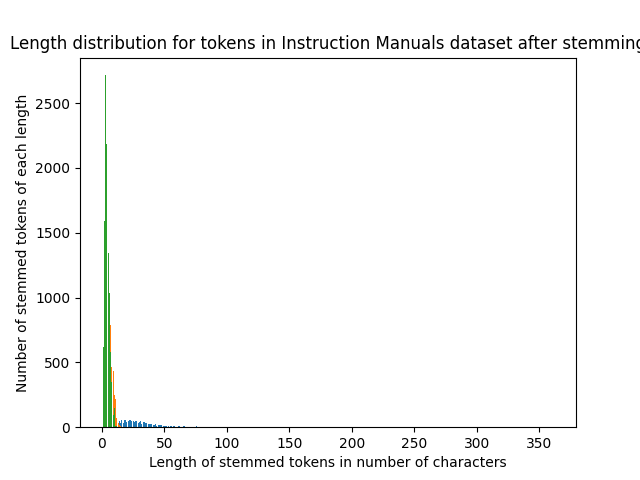 Length distribution for tokens in Instruction Manuals dataset after stemming
Number of stemmed tokens of each length
2500
2000
1500
1000
500
0
0 50 100 150 200 250 300 350
Length of stemmed tokens in number of characters